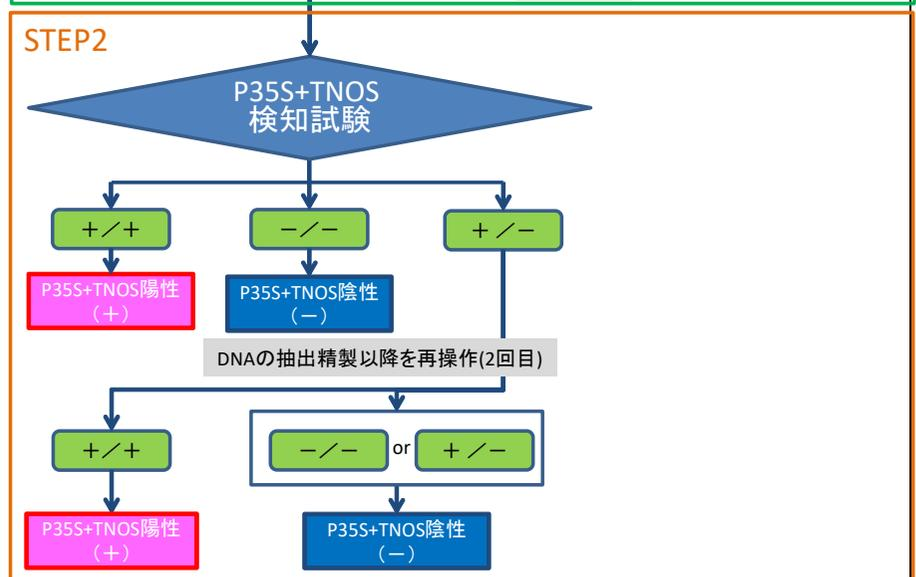 STEP2
P35S+TNOS
検知試験
＋／＋
－／－
＋／－
P35S+TNOS陽性
（＋）
P35S+TNOS陰性
（－）
DNAの抽出精製以降を再操作(2回目)
＋／＋
－／－
or
＋／－
P35S+TNOS陽性
（＋）
P35S+TNOS陰性
（－）